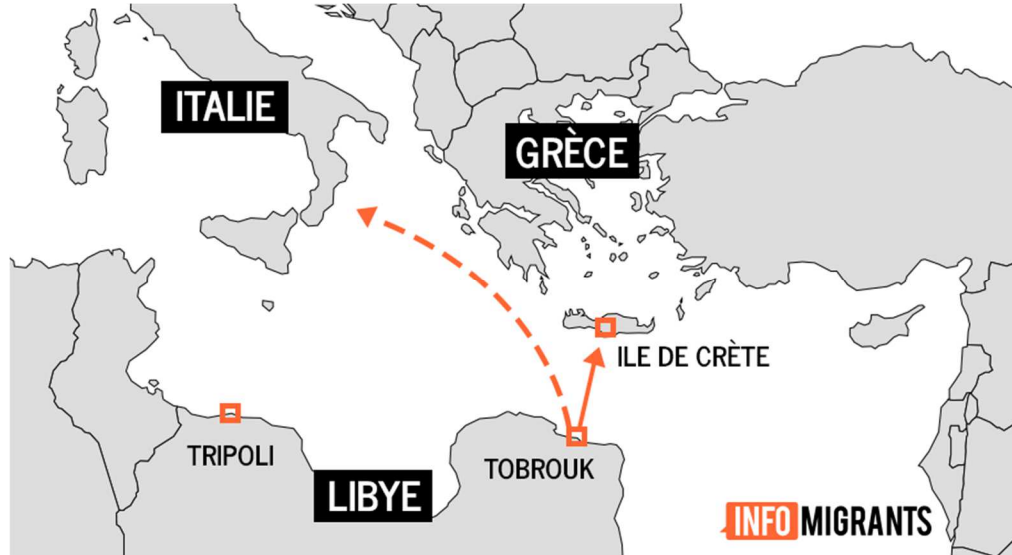 ITALIE
GRÈCE
ILE DE CRÈTE
TRIPOLI
TOBROUK
LIBYE
INFOMIGRANTS